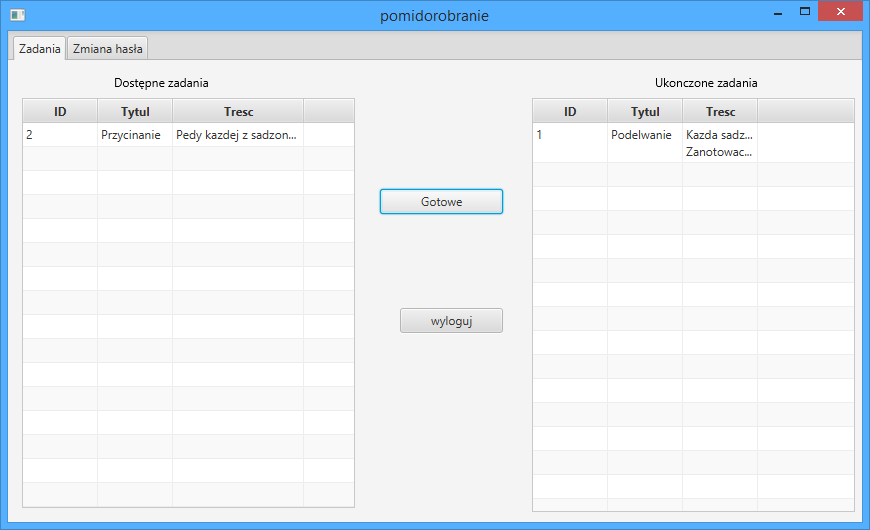 pomidorobranie
Zadania Zmiana hasła
Dostępne zadania
ID Tytul Tresc
2 Przycinanie Pedy kazdej z sadzon...
Gotowe
wyloguj
Ukonczone zadania
ID Tytul Tresc
1 Podelwanie Kazda sadz...
Zanotowac...